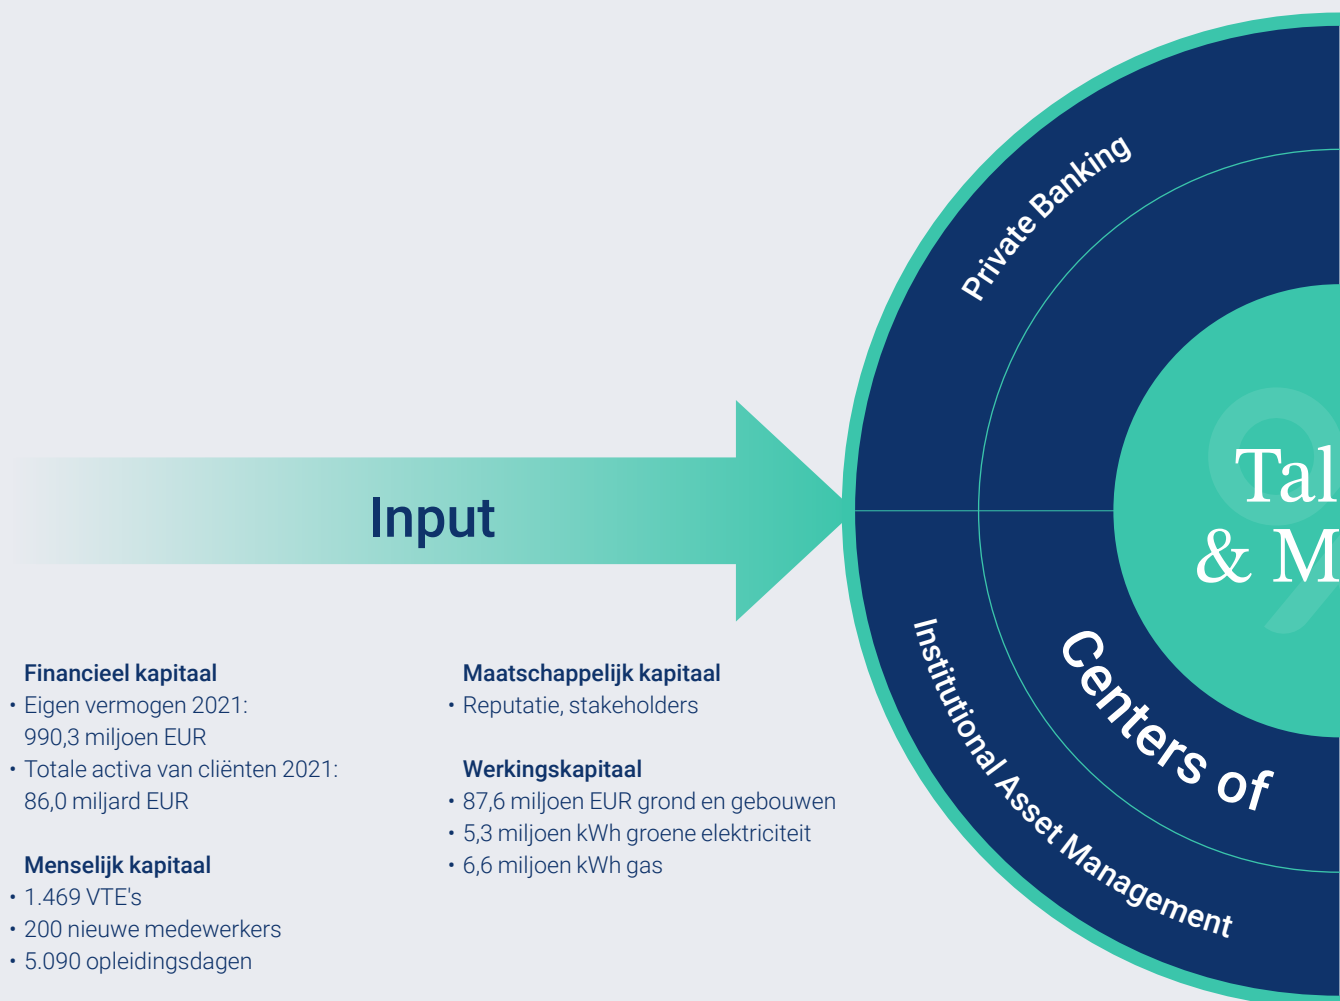 Input
Financieel kapitaal
• Eigen vermogen 2021:
990,3 miljoen EUR
• Totale activa van cliënten 2021:
86,0 miljard EUR
Menselijk kapitaal
• 1.469 VTE's
• 200 nieuwe medewerkers
• 5.090 opleidingsdagen
Maatschappelijk kapitaal
• Reputatie, stakeholders
Werkingskapitaal
• 87,6 miljoen EUR grond en gebouwen
• 5,3 miljoen kWh groene elektriciteit
• 6,6 miljoen kWh gas
Private Banking
Tal
& M
Centers of
Institutional Asset Management